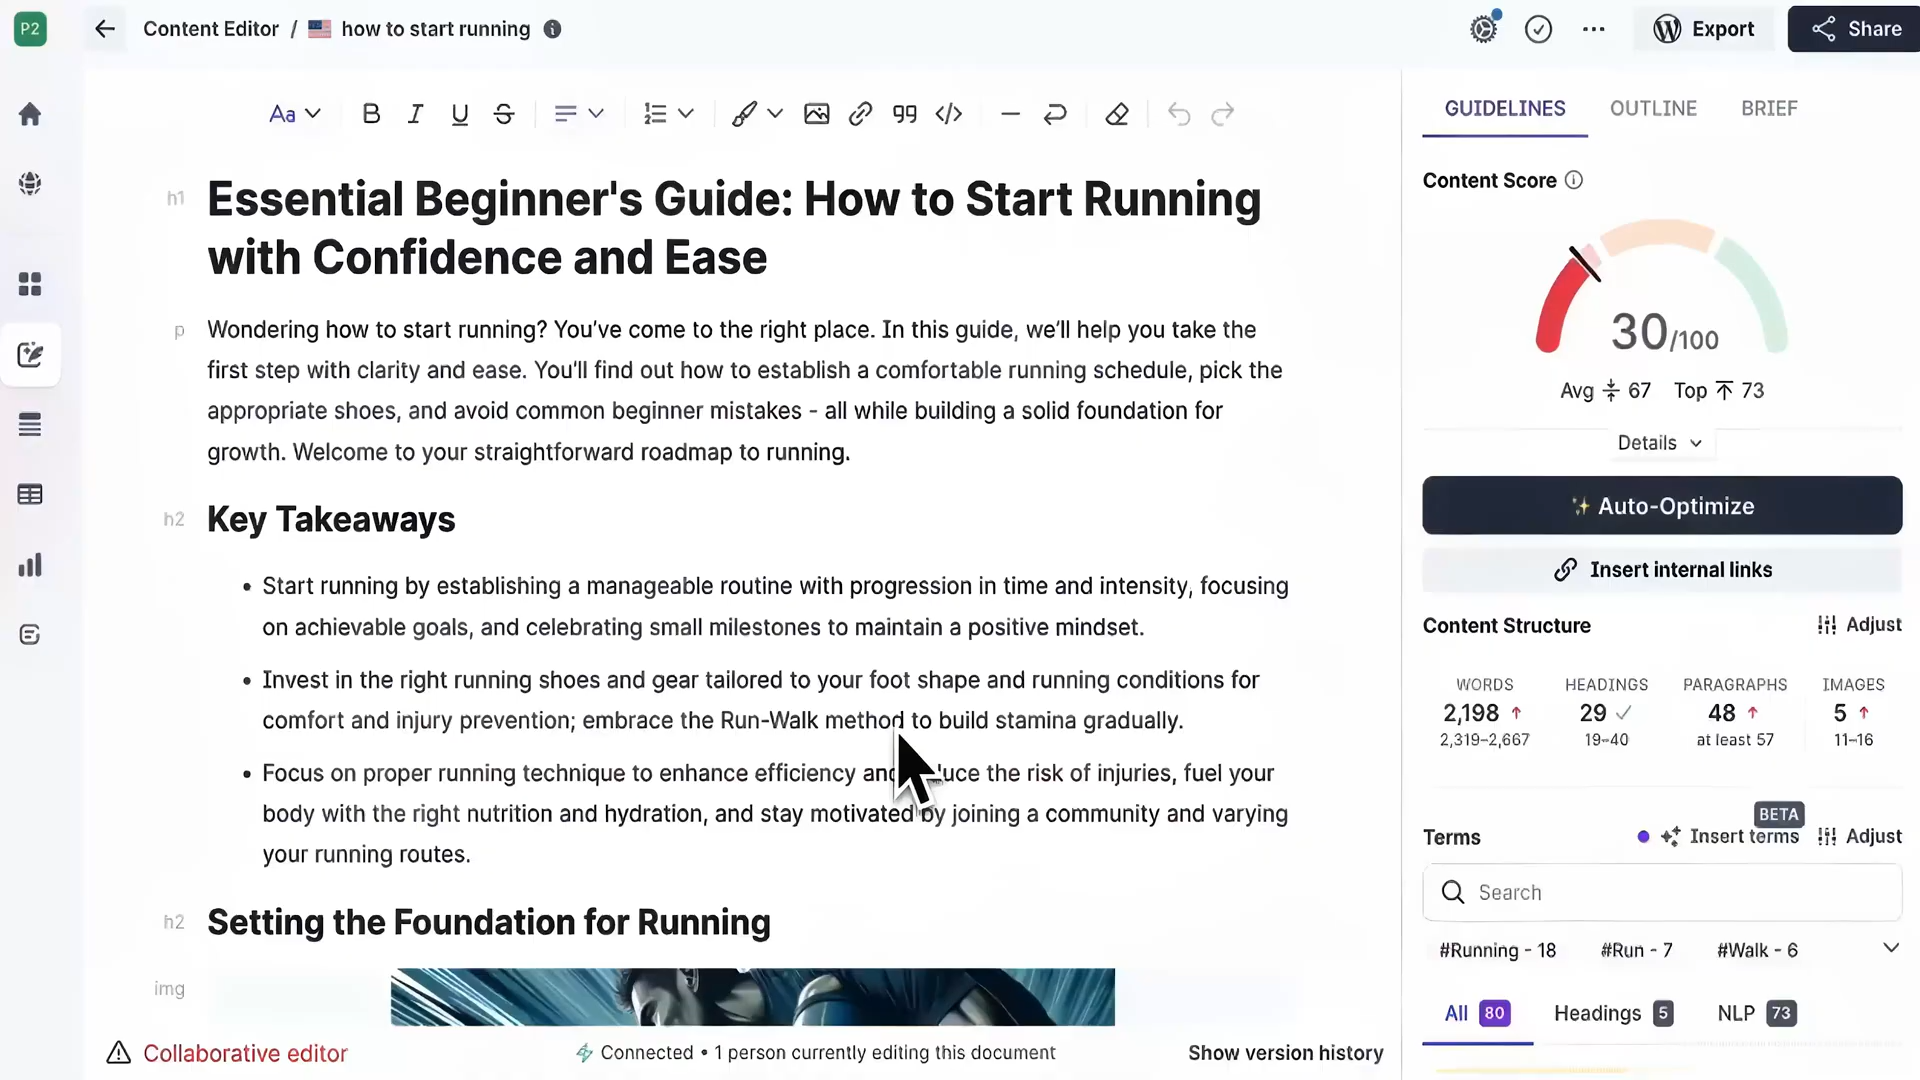 P2
Content Editor / how to start running
Export
Share
Aa
h1
Essential Beginner's Guide: How to Start Running
with Confidence and Ease
p
Wondering how to start running? You’ve come to the right place. In this guide, we’ll help you take the
first step with clarity and ease. You’ll find out how to establish a comfortable running schedule, pick the
appropriate shoes, and avoid common beginner mistakes - all while building a solid foundation for
growth. Welcome to your straightforward roadmap to running.
h2
Key Takeaways
• Start running by establishing a manageable routine with progression in time and intensity, focusing
on achievable goals, and celebrating small milestones to maintain a positive mindset.
• Invest in the right running shoes and gear tailored to your foot shape and running conditions for
comfort and injury prevention; embrace the Run-Walk method to build stamina gradually.
• Focus on proper running technique to enhance efficiency and the risk of injuries, fuel your
body with the right nutrition and hydration, and stay motivated by joining a community and varying
your running routes.
h2
Setting the Foundation for Running
img
Collaborative editor
Connected • 1 person currently editing this document
Show version history
GUIDELINES OUTLINE BRIEF
Content Score
30/100
Avg 67 Top 73
Details
Auto-Optimize
Insert internal links
Content Structure Adjust
WORDS HEADINGS PARAGRAPHS IMAGES
2,198 29 48 5
2,319–2,667 19–40 at least 57 11–16
BETA
Terms Insert terms Adjust
Search
#Running - 18 #Run - 7 #Walk - 6
All 80 Headings 5 NLP 73